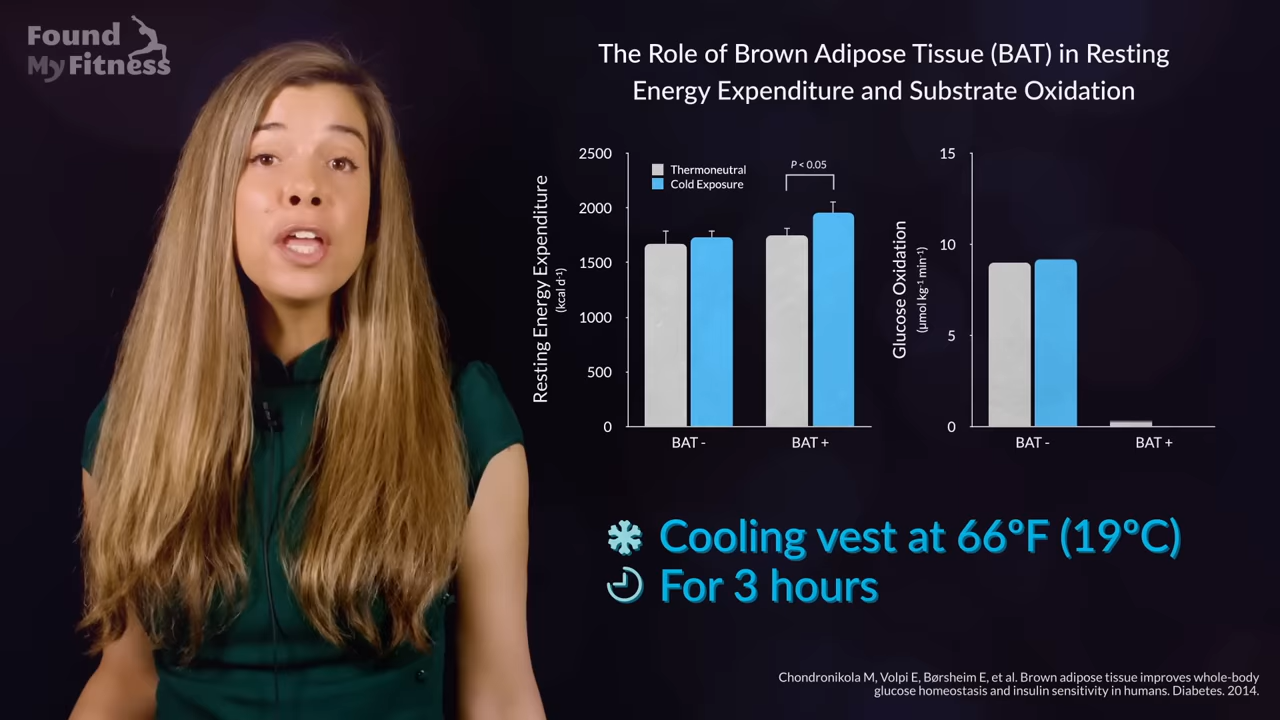 Found
MyFitness
The Role of Brown Adipose Tissue (BAT) in Resting
Energy Expenditure and Substrate Oxidation
2500
2000
1500
1000
500
0
Resting Energy Expenditure
(kcal d⁻¹)
Thermoneutral
Cold Exposure
P < 0.05
BAT -
BAT +
15
10
5
0
Glucose Oxidation
(μmol kg⁻¹ min⁻¹)
BAT -
BAT +
Cooling vest at 66°F (19°C)
For 3 hours
Chondronikola M, Volpi E, Børsheim E, et al. Brown adipose tissue improves whole-body
glucose homeostasis and insulin sensitivity in humans. Diabetes. 2014.